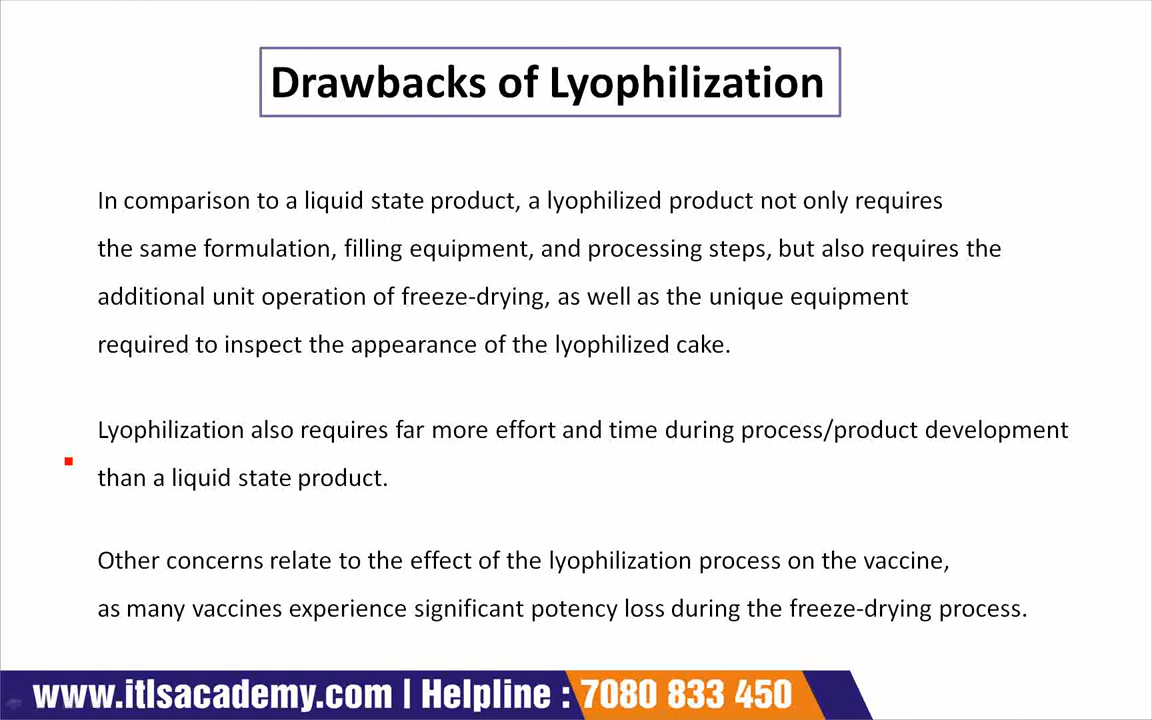 Drawbacks of Lyophilization
In comparison to a liquid state product, a lyophilized product not only requires
the same formulation, filling equipment, and processing steps, but also requires the
additional unit operation of freeze-drying, as well as the unique equipment
required to inspect the appearance of the lyophilized cake.
Lyophilization also requires far more effort and time during process/product development
than a liquid state product.
Other concerns relate to the effect of the lyophilization process on the vaccine,
as many vaccines experience significant potency loss during the freeze-drying process.
www.itlsacademy.com | Helpline : 7080 833 450